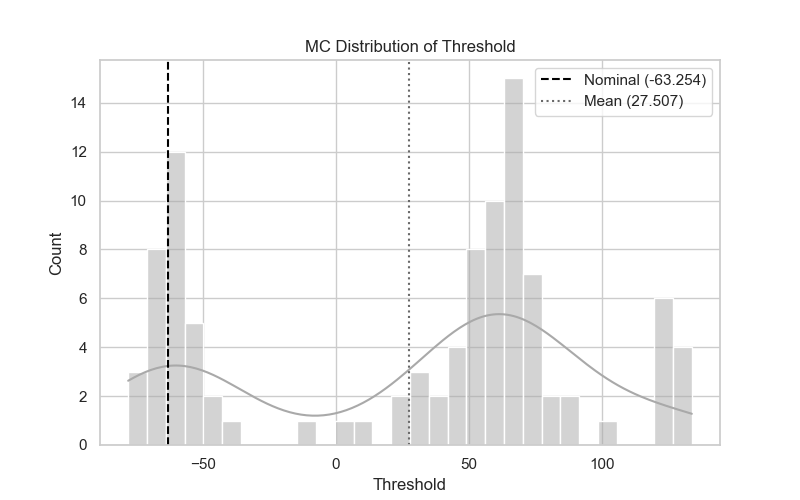 MC Distribution of Threshold
Nominal (-63.254)
Mean (27.507)
14
12
10
8
6
4
2
0
Count
−50
0
50
100
Threshold